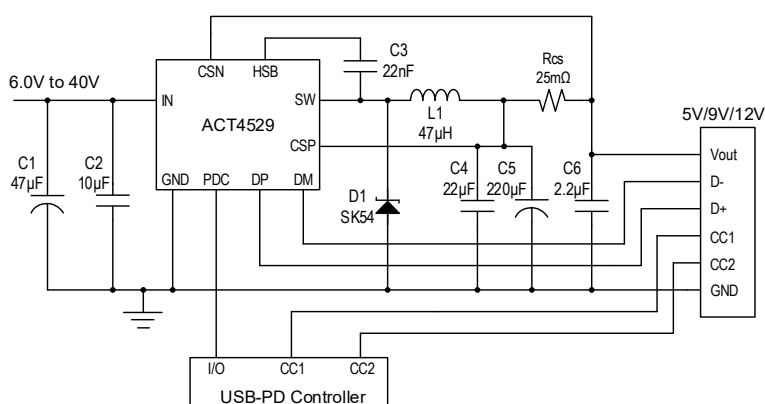 CSN HSB
C3
22nF
Rcs
25mΩ
6.0V to 40V
IN
SW
ACT4529
L1
47μH
5V/9V/12V
CSP
Vout
C1
47μF
C2
10μF
GND PDC DP DM
D1
SK54
C4
22μF
C5
220μF
C6
2.2μF
D-
D+
CC1
CC2
GND
I/O CC1 CC2
USB-PD Controller